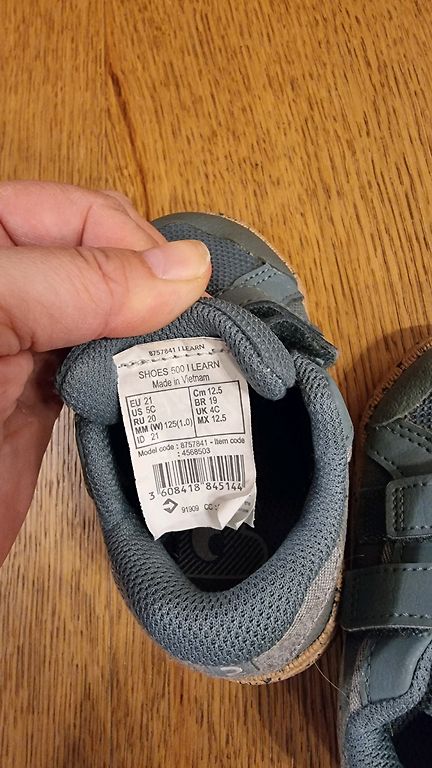 8757841 I LEARN
SHOES 500 I LEARN
Made in Vietnam
EU 21 Cm 12.5
US 5C BR 19
RU 20 UK 4C
MM (W) 125(1.0) MX 12.5
ID 21
Model code : 8757841 - Item code
: 4568503
3 608418 845144
91909 CC